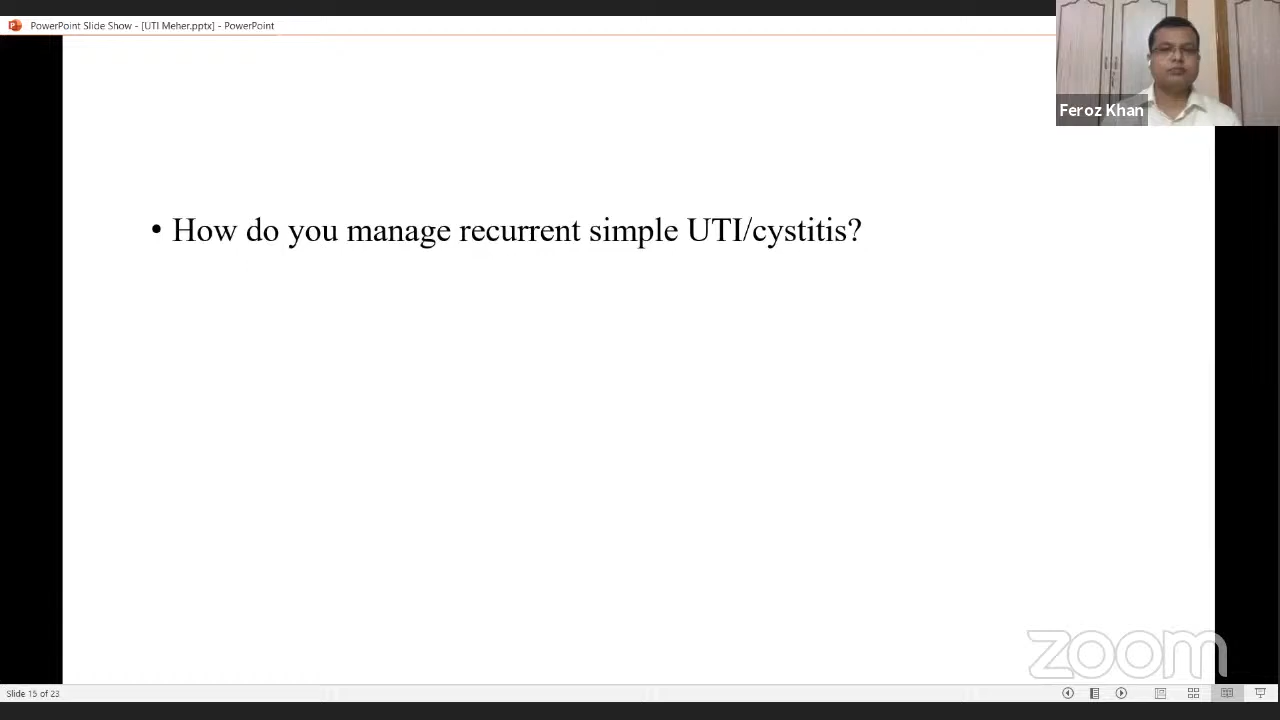 PowerPoint Slide Show - [UTI Meher.pptx] - PowerPoint
Feroz Khan
• How do you manage recurrent simple UTI/cystitis?
zoom
Slide 15 of 23